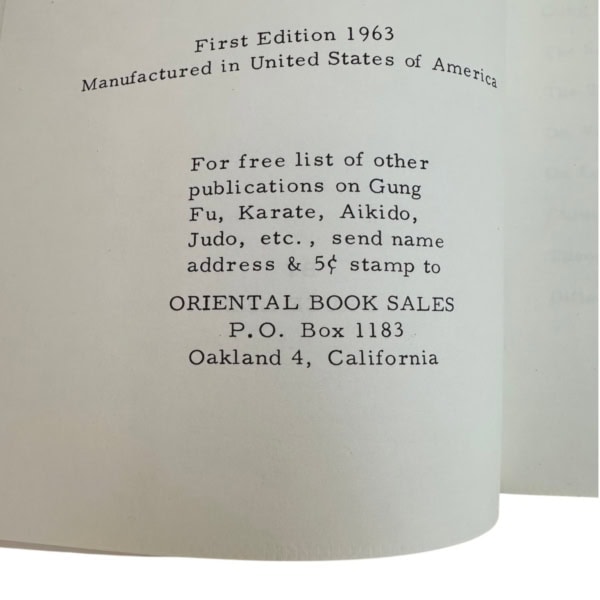 First Edition 1963
Manufactured in United States of America
For free list of other
publications on Gung
Fu, Karate, Aikido,
Judo, etc., send name
address & 5¢ stamp to
ORIENTAL BOOK SALES
P.O. Box 1183
Oakland 4, California